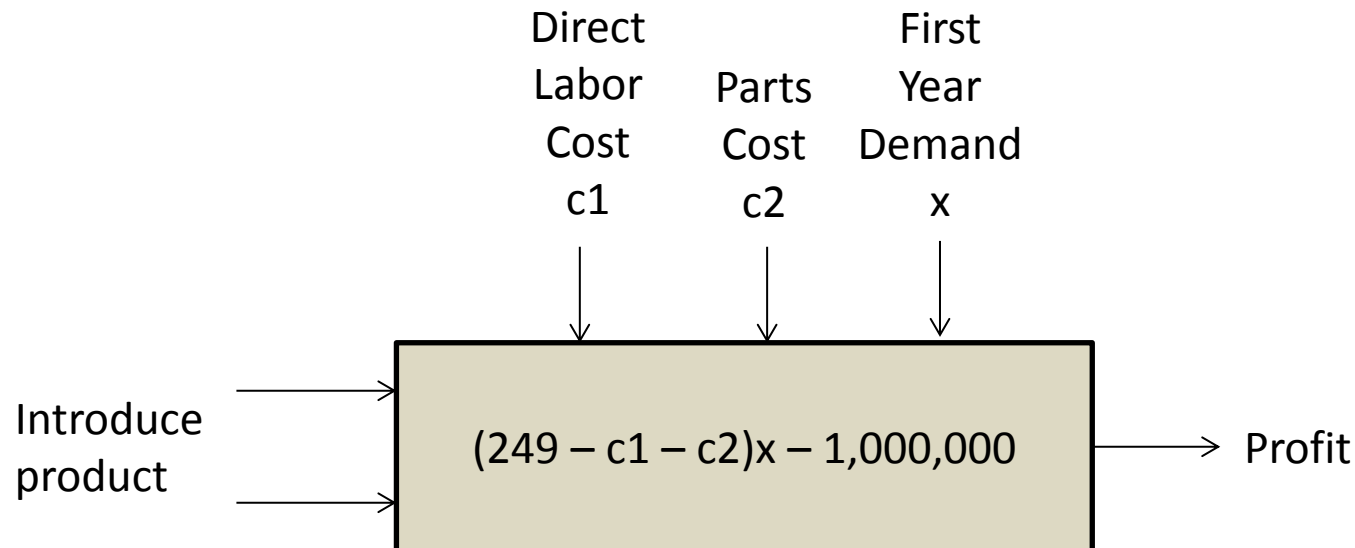 Direct
Labor
Cost
c1
Parts
Cost
c2
First
Year
Demand
x
Introduce
product
(249 – c1 – c2)x – 1,000,000
Profit